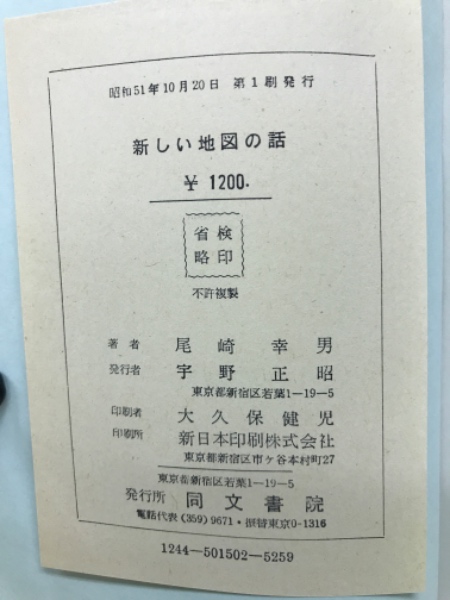 昭和51年10月20日 第1刷発行
新しい地図の話
¥ 1200.
検印
省略
不許複製
著者 尾崎幸男
発行者 宇野正昭
東京都新宿区若葉1-19-5
印刷者 大久保健児
印刷所 新日本印刷株式会社
東京都新宿区市ケ谷本村町27
東京都新宿区若葉1-19-5
発行所 同文書院
電話代表 (359) 9671・振替東京0-1316
1244-501502-5259